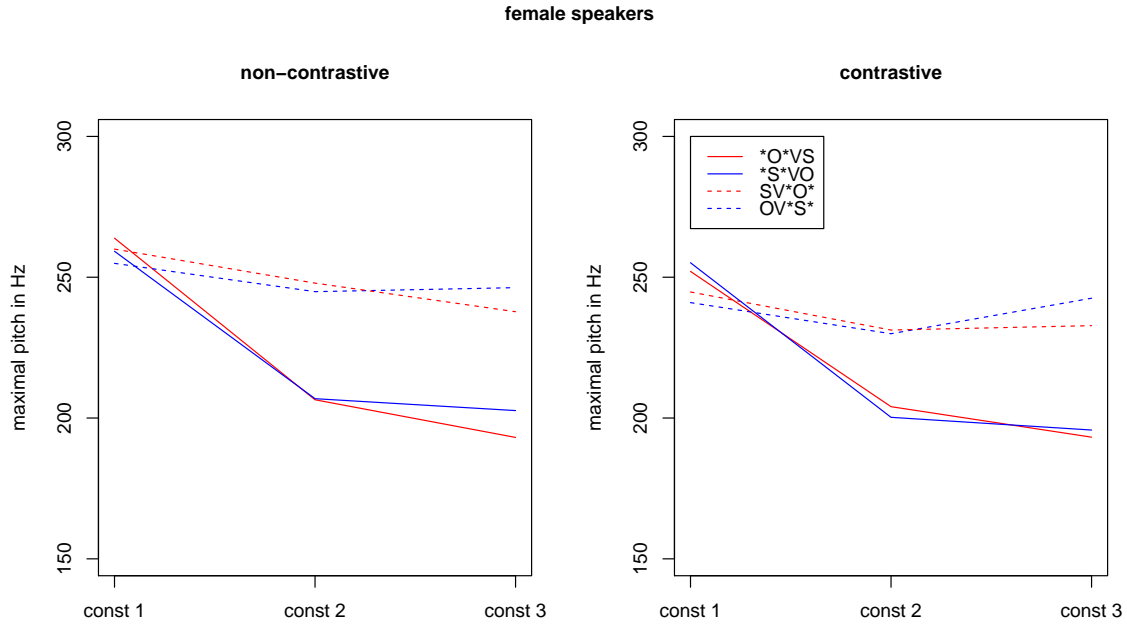 female speakers
non−contrastive
maximal pitch in Hz
300
250
200
150
const 1
const 2
const 3
contrastive
maximal pitch in Hz
300
250
200
150
*O*VS
*S*VO
SV*O*
OV*S*
const 1
const 2
const 3